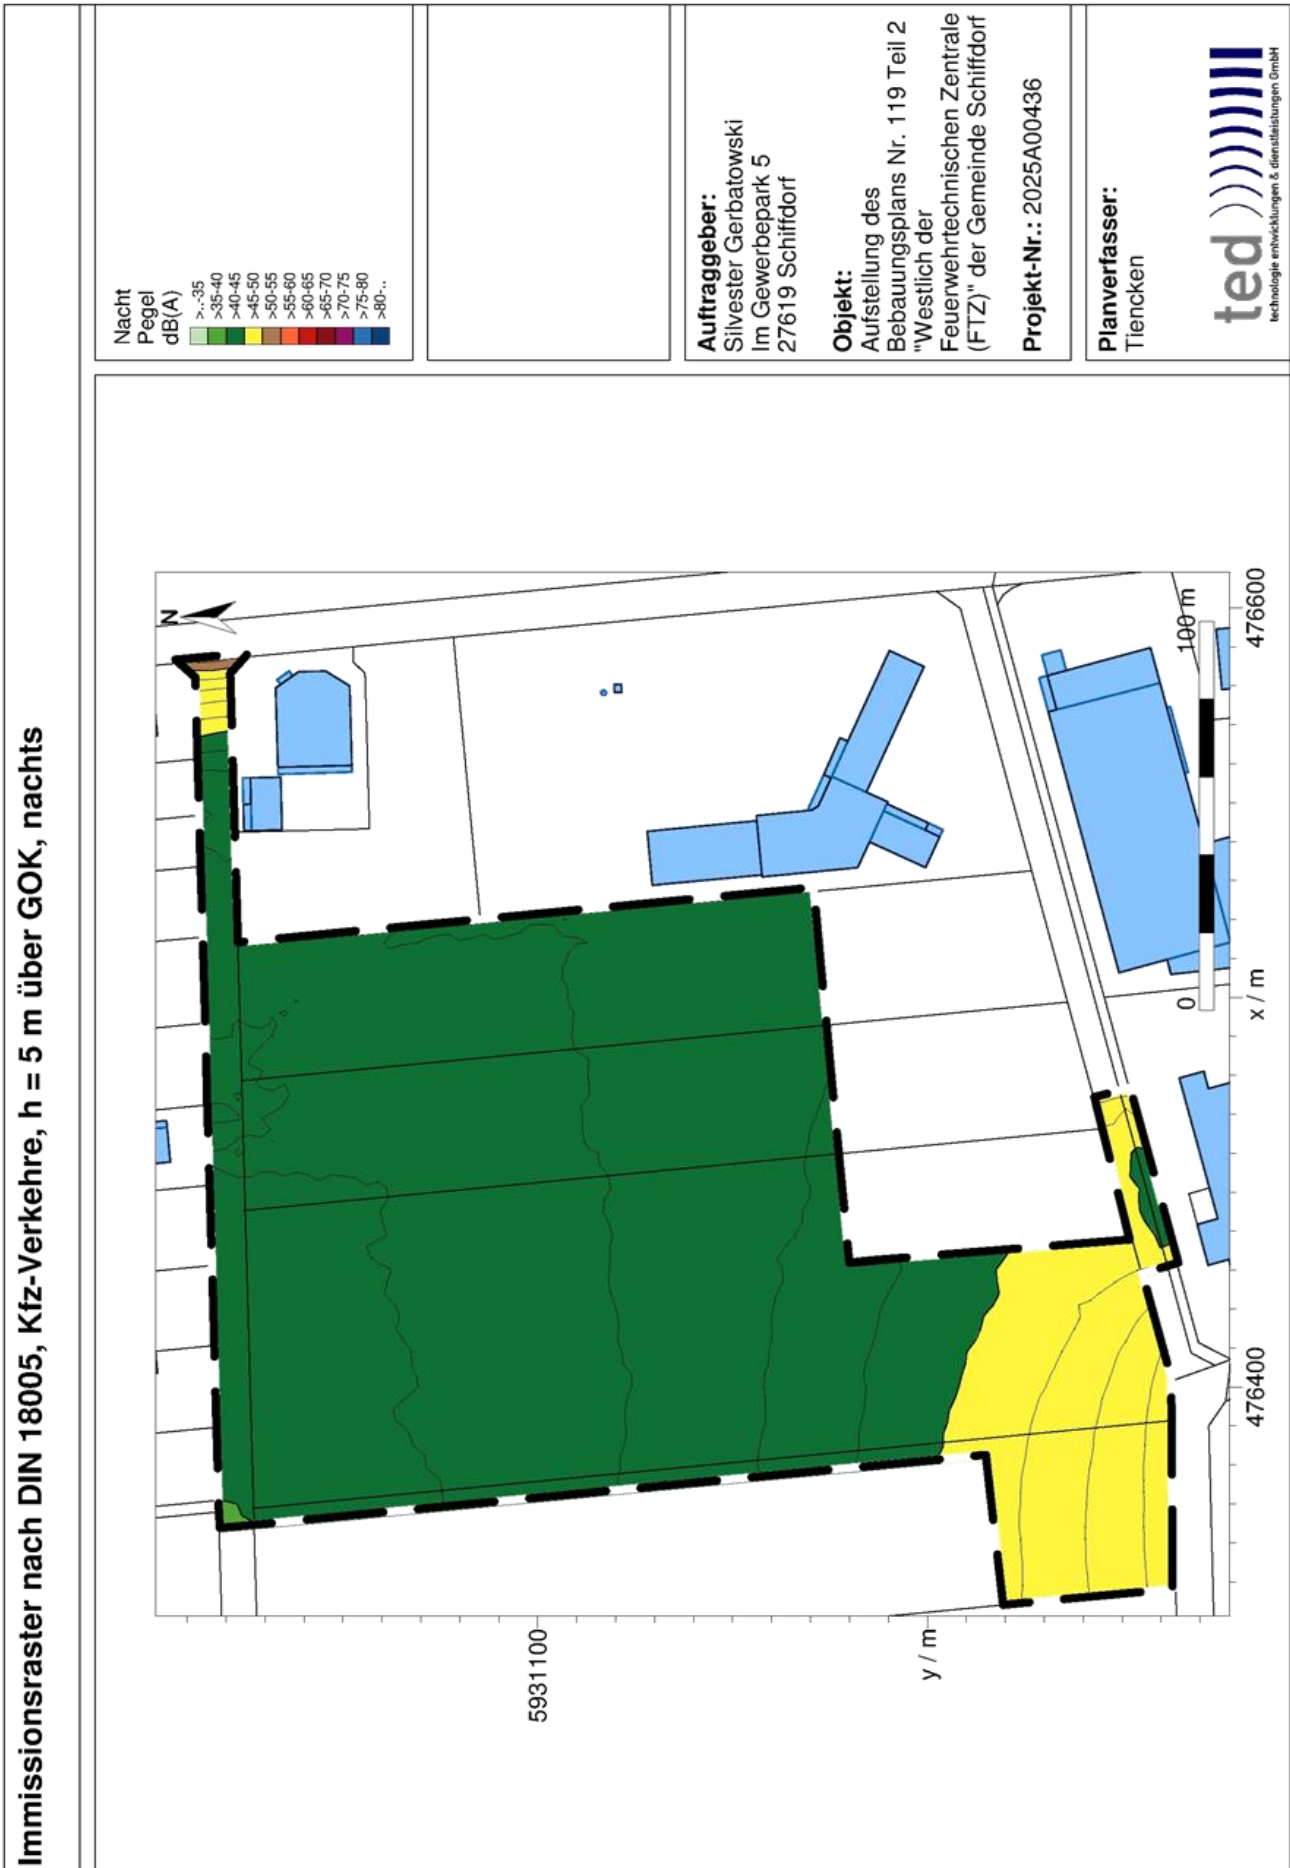 Immissionsraster nach DIN 18005, Kfz-Verkehre, h = 5 m über GOK, nachts
Nacht
Pegel
dB(A)
>..-35
>35-40
>40-45
>45-50
>50-55
>55-60
>60-65
>65-70
>70-75
>75-80
>80-..
Auftraggeber:
Silvester Gerbatowski
Im Gewerbepark 5
27619 Schiffdorf
Objekt:
Aufstellung des
Bebauungsplans Nr. 119 Teil 2
"Westlich der
Feuerwehrtechnischen Zentrale
(FTZ)" der Gemeinde Schiffdorf
Projekt-Nr.: 2025A00436
Planverfasser:
Tiencken
ted
technologie entwicklungen & dienstleistungen GmbH
N
5931100
y / m
0
100 m
476400
x / m
476600